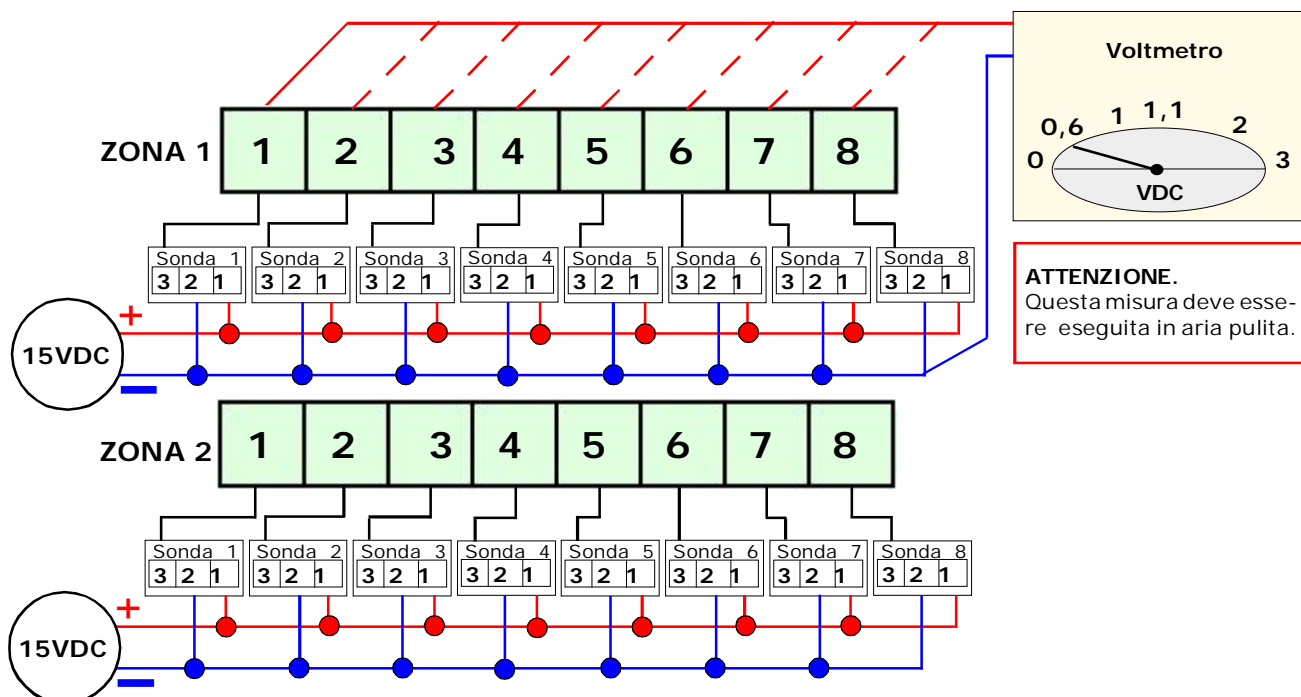 Voltmetro
0 0,6 1 1,1 2 3
VDC
ZONA 1 1 2 3 4 5 6 7 8
Sonda 1 Sonda 2 Sonda 3 Sonda 4 Sonda 5 Sonda 6 Sonda 7 Sonda 8
3 2 1 3 2 1 3 2 1 3 2 1 3 2 1 3 2 1 3 2 1 3 2 1
ATTENZIONE.
Questa misura deve esse-
re eseguita in aria pulita.
+
15VDC
−
ZONA 2 1 2 3 4 5 6 7 8
Sonda 1 Sonda 2 Sonda 3 Sonda 4 Sonda 5 Sonda 6 Sonda 7 Sonda 8
3 2 1 3 2 1 3 2 1 3 2 1 3 2 1 3 2 1 3 2 1 3 2 1
+
15VDC
−